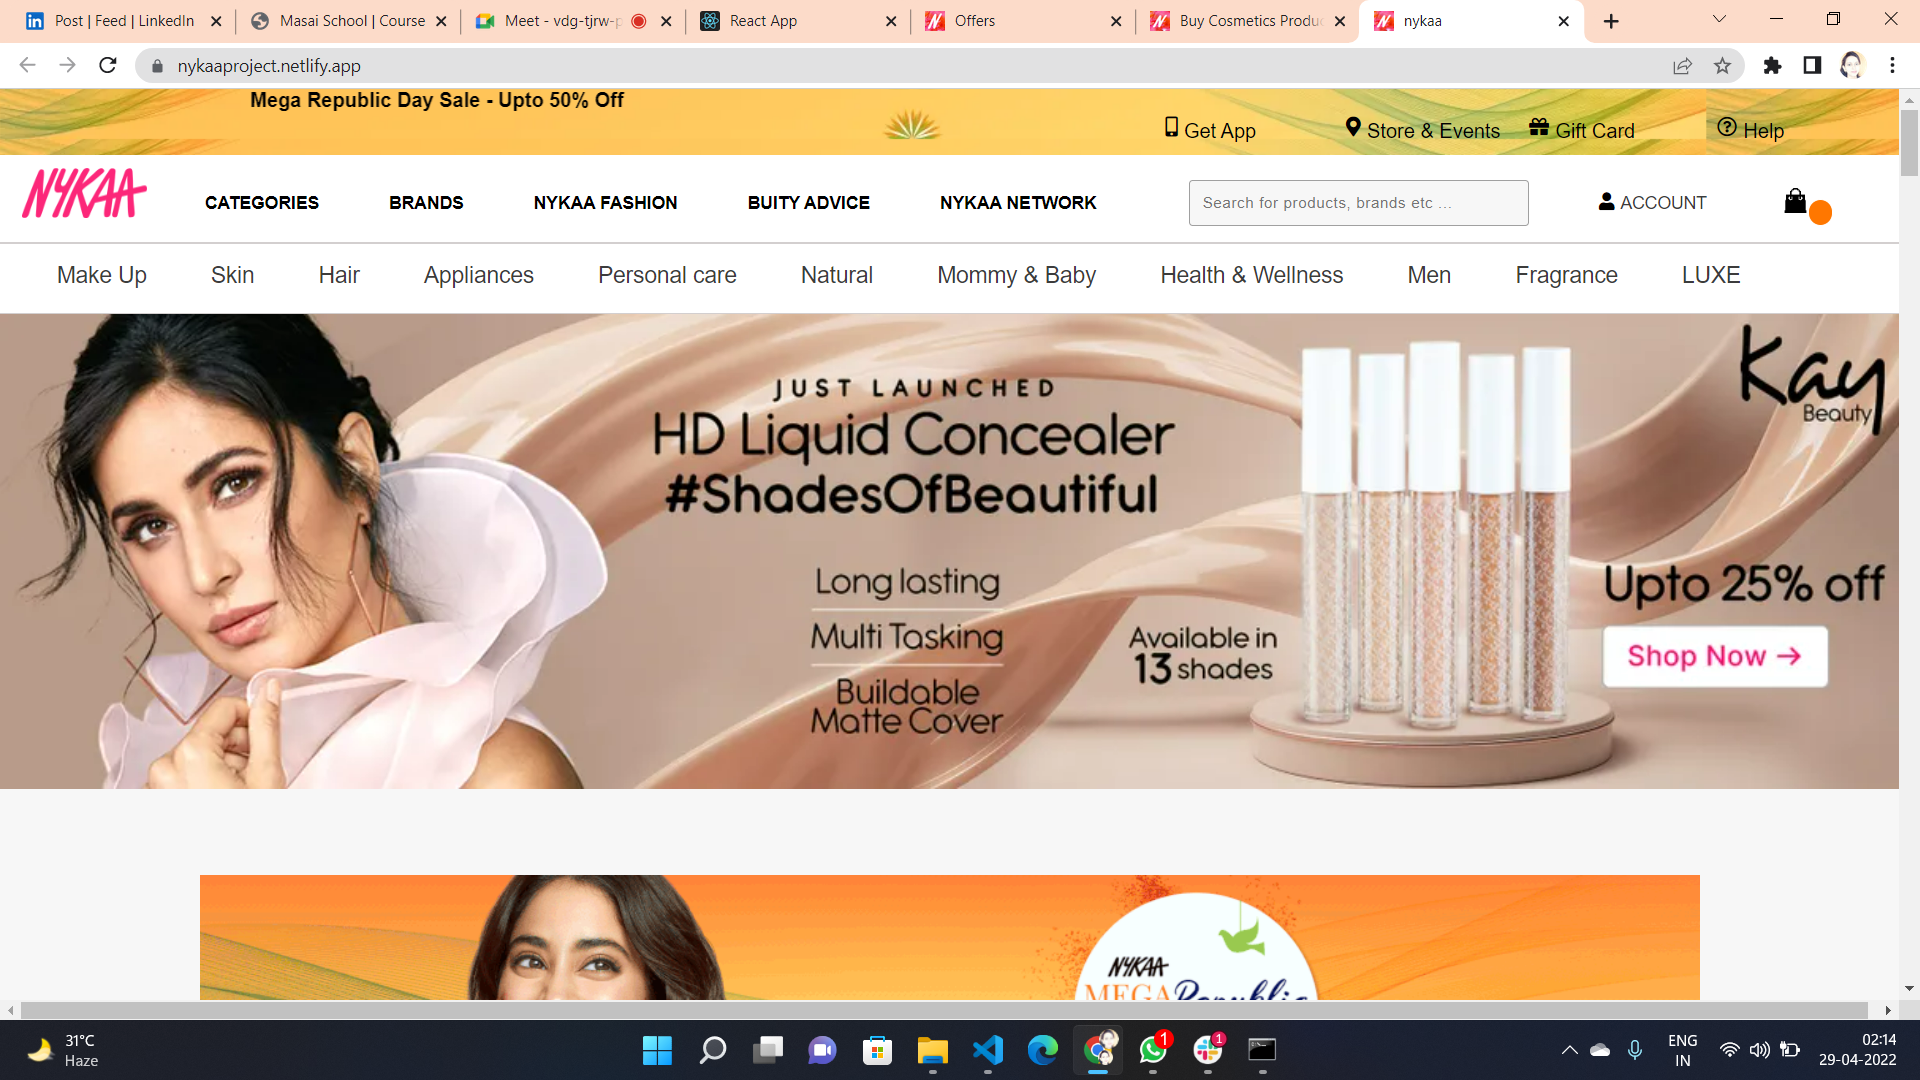 Post | Feed | LinkedIn
Masai School | Course
Meet - vdg-tjrw-p
React App
Offers
Buy Cosmetics Produc
nykaa
nykaaproject.netlify.app
Mega Republic Day Sale - Upto 50% Off
Get App
Store & Events
Gift Card
Help
NYKAA
CATEGORIES
BRANDS
NYKAA FASHION
BUITY ADVICE
NYKAA NETWORK
Search for products, brands etc ...
ACCOUNT
Make Up
Skin
Hair
Appliances
Personal care
Natural
Mommy & Baby
Health & Wellness
Men
Fragrance
LUXE
JUST LAUNCHED
HD Liquid Concealer
#ShadesOfBeautiful
Long lasting
Multi Tasking
Buildable
Matte Cover
Available in
13 shades
Kay
Beauty
Upto 25% off
Shop Now →
NYKAA
MEGA Republic
31°C
Haze
1
1
ENG
IN
02:14
29-04-2022